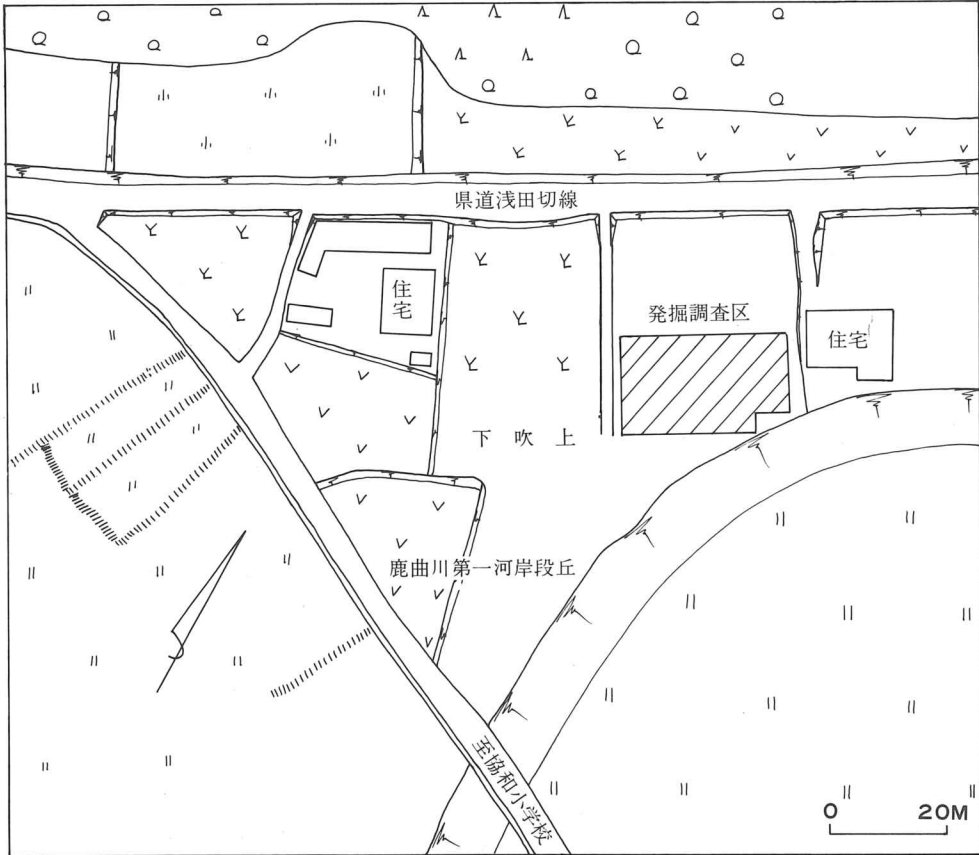 県道浅田切線
住宅
発掘調査区
住宅
下吹上
鹿曲川第一河岸段丘
至協和小学校
0 20M